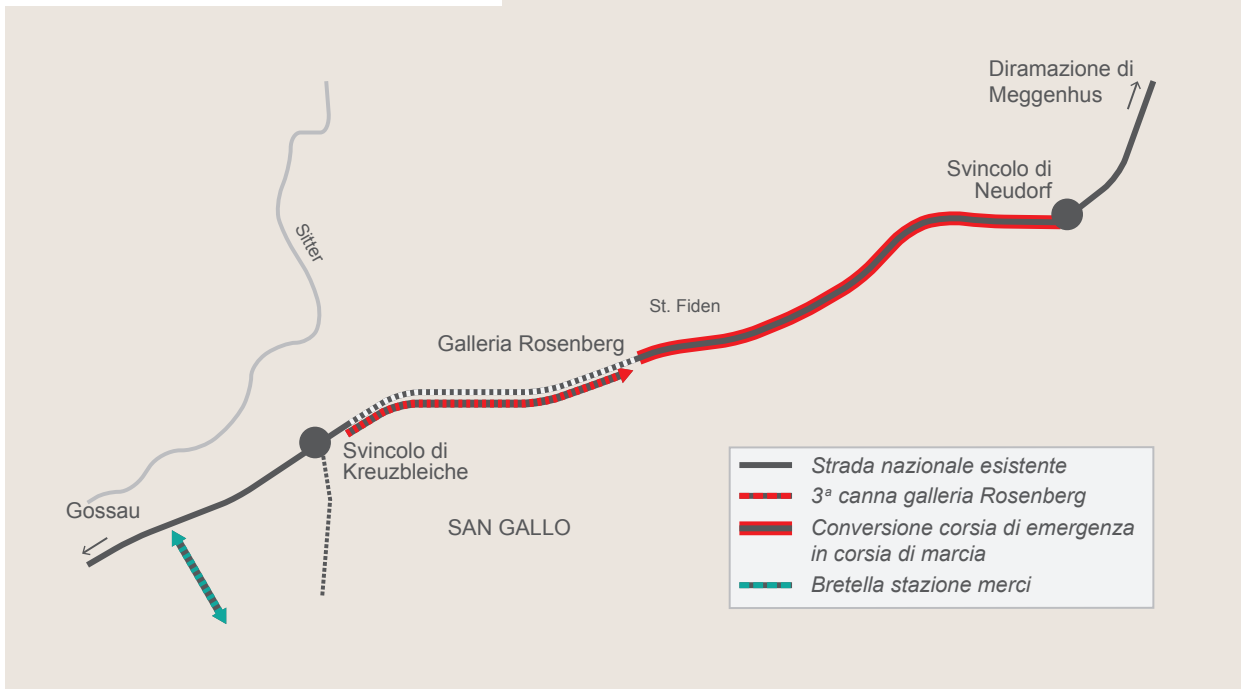 Diramazione di
Meggenhus
Svincolo di
Neudorf
Sitter
St. Fiden
Galleria Rosenberg
Svincolo di
Kreuzbleiche
Gossau
SAN GALLO
Strada nazionale esistente
3ª canna galleria Rosenberg
Conversione corsia di emergenza
in corsia di marcia
Bretella stazione merci